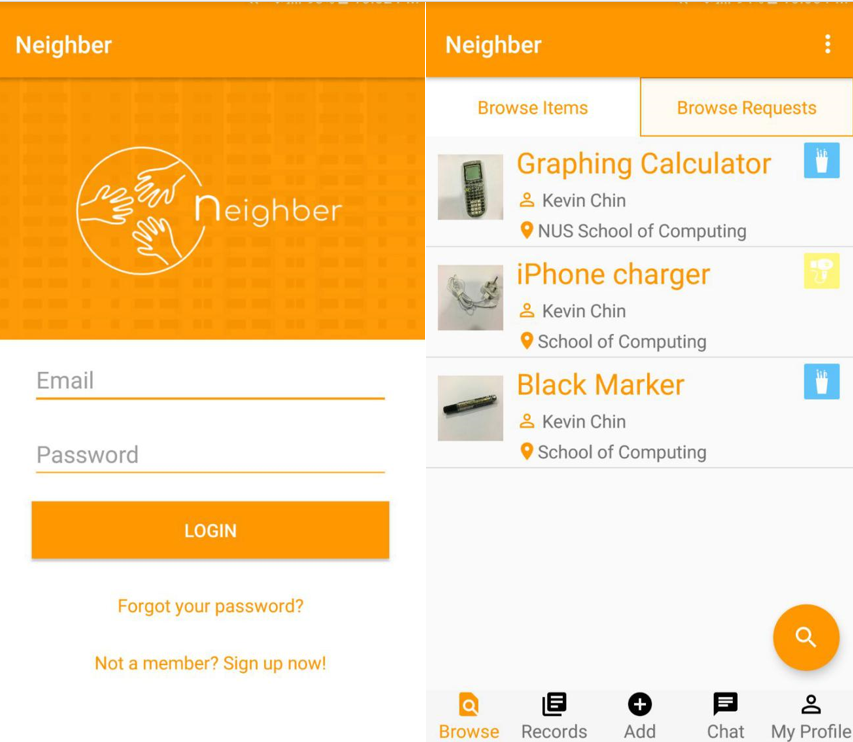 Neighber
neighber
Email
Password
LOGIN
Forgot your password?
Not a member? Sign up now!
Neighber
Browse Items
Browse Requests
Graphing Calculator
Kevin Chin
NUS School of Computing
iPhone charger
Kevin Chin
School of Computing
Black Marker
Kevin Chin
School of Computing
Browse
Records
Add
Chat
My Profile